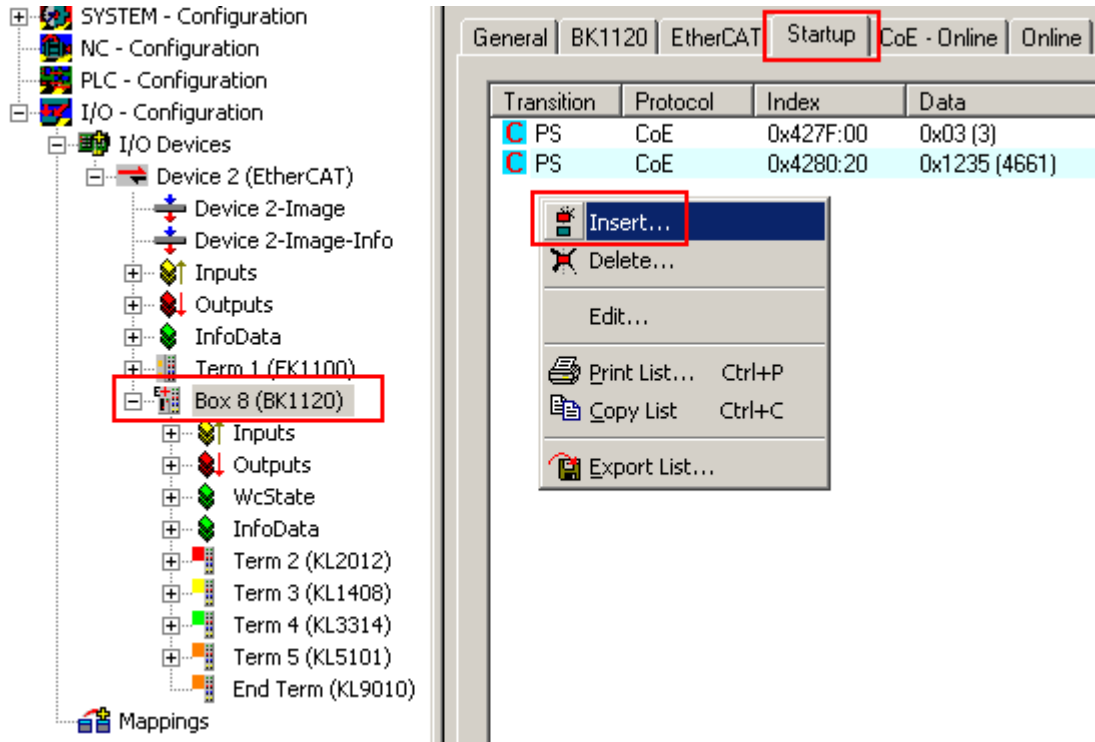 SYSTEM - Configuration
NC - Configuration
PLC - Configuration
I/O - Configuration
I/O Devices
Device 2 (EtherCAT)
Device 2-Image
Device 2-Image-Info
Inputs
Outputs
InfoData
Term 1 (EK1100)
Box 8 (BK1120)
Inputs
Outputs
WcState
InfoData
Term 2 (KL2012)
Term 3 (KL1408)
Term 4 (KL3314)
Term 5 (KL5101)
End Term (KL9010)
Mappings
General BK1120 EtherCAT Startup CoE - Online Online
Transition Protocol Index Data
C PS CoE 0x427F:00 0x03 (3)
C PS CoE 0x4280:20 0x1235 (4661)
Insert...
Delete...
Edit...
Print List... Ctrl+P
Copy List Ctrl+C
Export List...